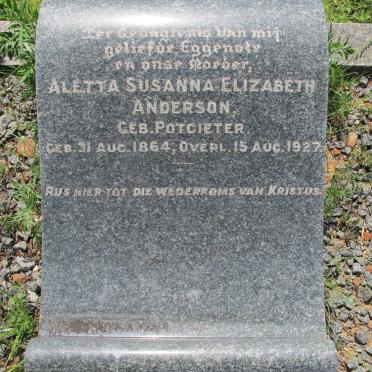 Ter Gedagtenis van mij
geliefde Eggenote
en onze Moeder,
ALETTA SUSANNA ELIZABETH
ANDERSON,
GEB. POTGIETER
GEB. 31 AUG. 1864, OVERL. 15 AUG. 1927.
RUS HIER TOT DIE WEDERKOMS VAN KRISTUS.